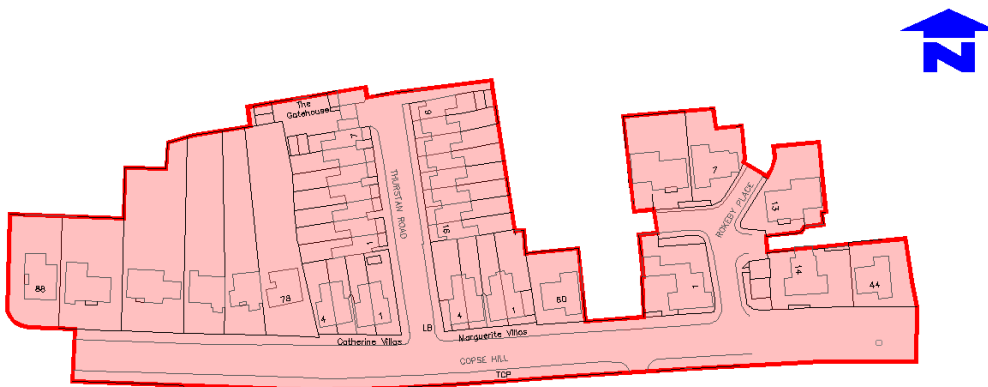 N
The
Gatehouse
7
9
THURSTAN ROAD
1
16
7
ROKEBY PLACE
13
88
78
4
1
4
1
60
1
14
44
LB
Catherine Villas
Marguerite Villas
COPSE HILL
TCP